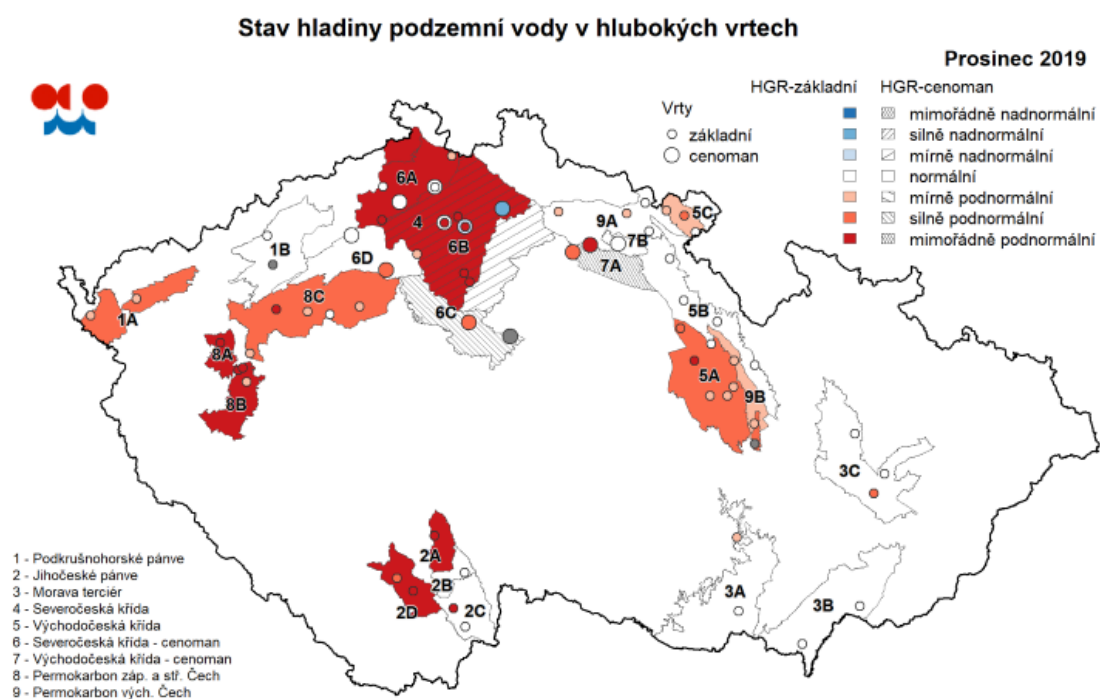 Stav hladiny podzemní vody v hlubokých vrtech
Prosinec 2019
HGR-základní HGR-cenoman
Vrty
základní
cenoman
mimořádně nadnormální
silně nadnormální
mírně nadnormální
normální
mírně podnormální
silně podnormální
mimořádně podnormální
6A
4
6B
6D
1B
1A
8C
8A
8B
6C
9A
7B
7A
5C
5B
5A
9B
3C
2A
2B
2C
2D
3A
3B
1 - Podkrušnohorské pánve
2 - Jihočeské pánve
3 - Morava terciér
4 - Severočeská křída
5 - Východočeská křída
6 - Severočeská křída - cenoman
7 - Východočeská křída - cenoman
8 - Permokarbon záp. a stř. Čech
9 - Permokarbon vých. Čech